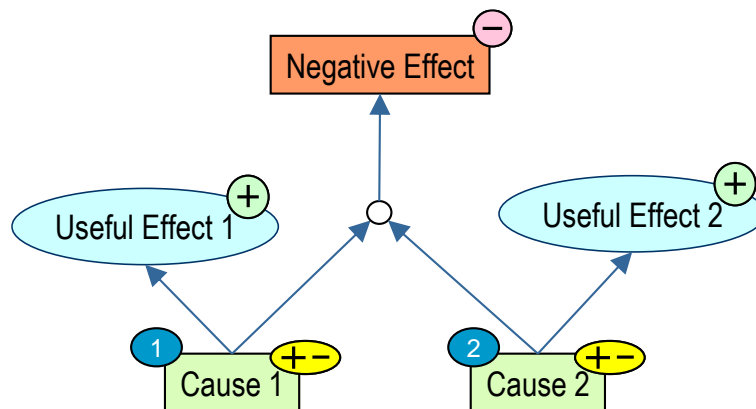 −
Negative Effect
+
Useful Effect 1
+
Useful Effect 2
1
+ −
Cause 1
2
+ −
Cause 2